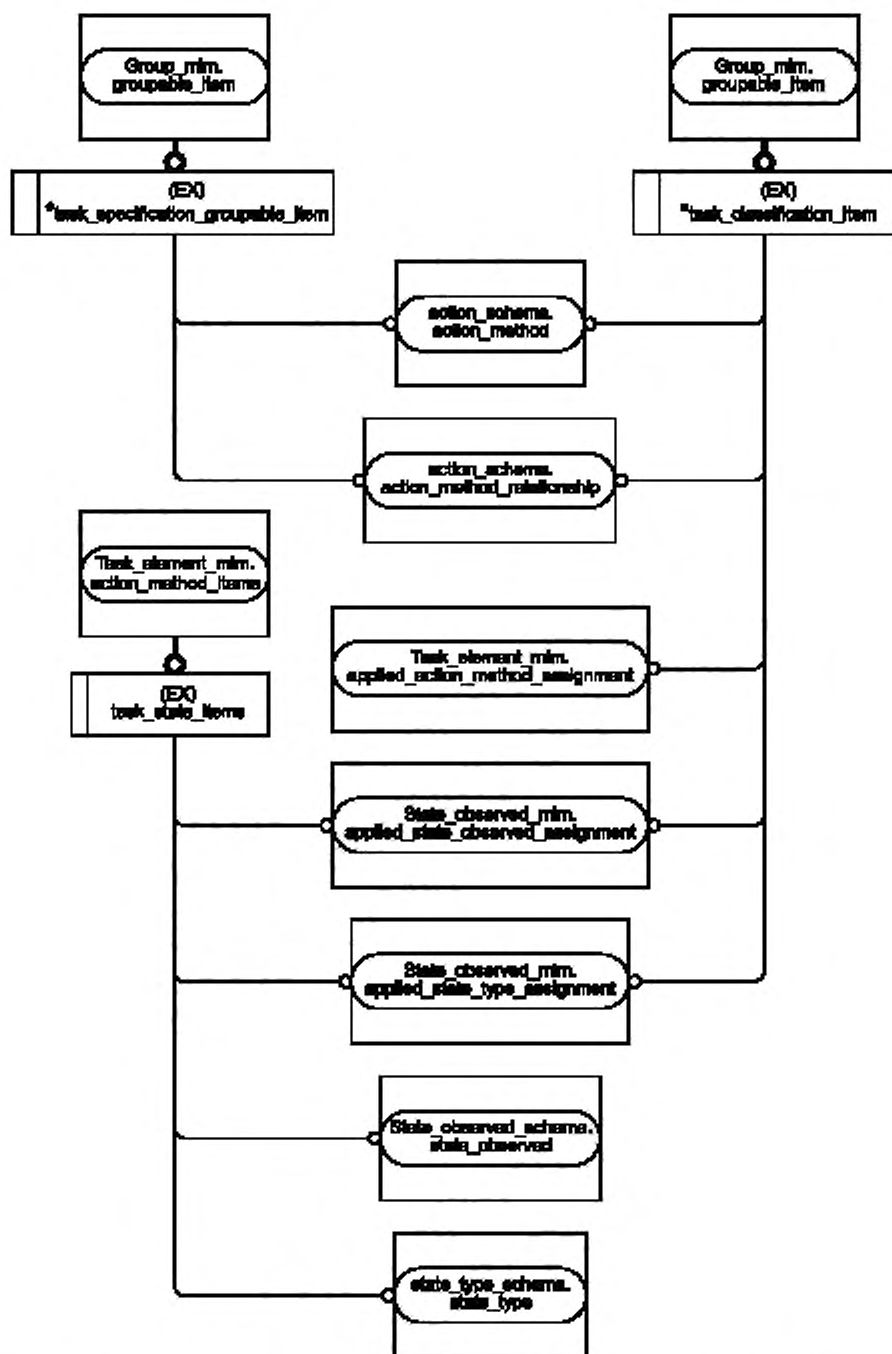 Group_mim.
groupable_item
Group_mim.
groupable_item
(EX)
*task_specification_groupable_item
(EX)
*task_classification_item
action_schema.
action_method
action_schema.
action_method_relationship
Task_element_mim.
action_method_items
Task_element_mim.
applied_action_method_assignment
(EX)
task_state_items
State_observed_mim.
applied_state_observed_assignment
State_observed_mim.
applied_state_type_assignment
State_observed_schema.
state_observed
state_type_schema.
state_type